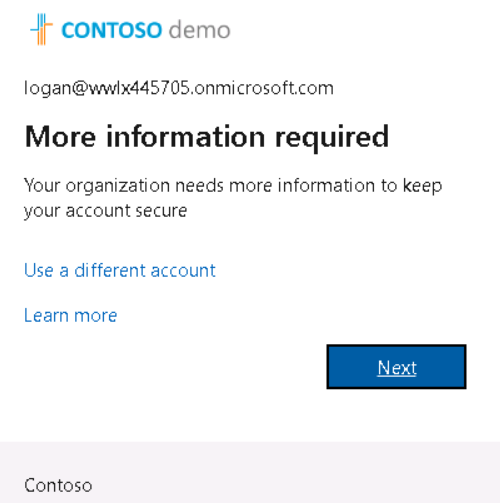 CONTOSO demo
logan@wwlx445705.onmicrosoft.com
More information required
Your organization needs more information to keep
your account secure
Use a different account
Learn more
Next
Contoso